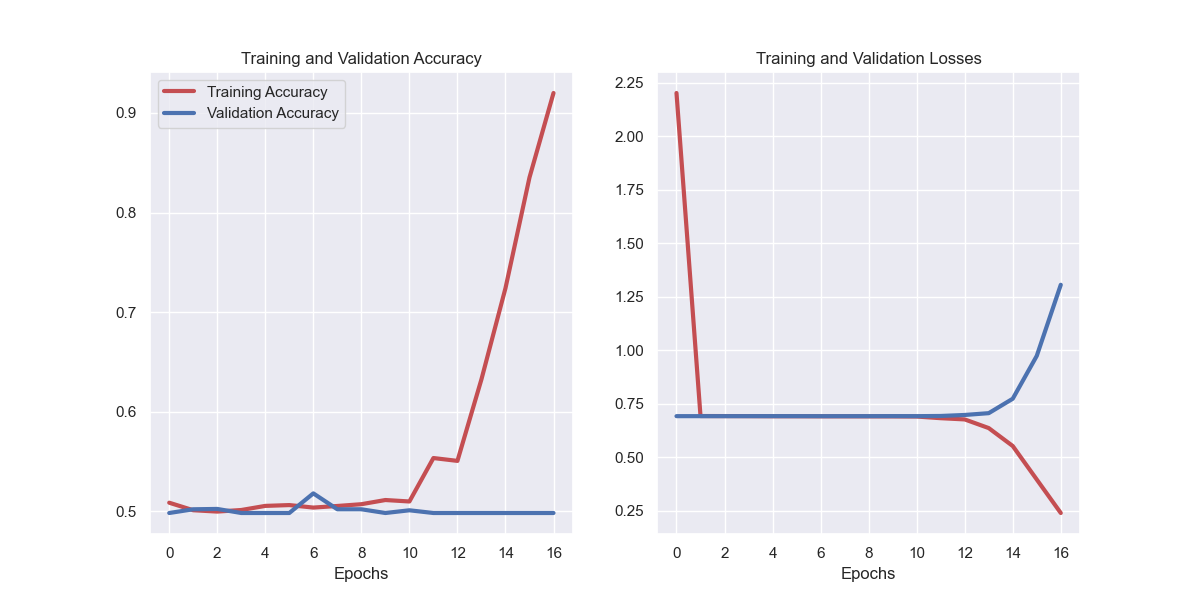 Training and Validation Accuracy
Training Accuracy
Validation Accuracy
0.9
0.8
0.7
0.6
0.5
0 2 4 6 8 10 12 14 16
Epochs
Training and Validation Losses
2.25
2.00
1.75
1.50
1.25
1.00
0.75
0.50
0.25
0 2 4 6 8 10 12 14 16
Epochs